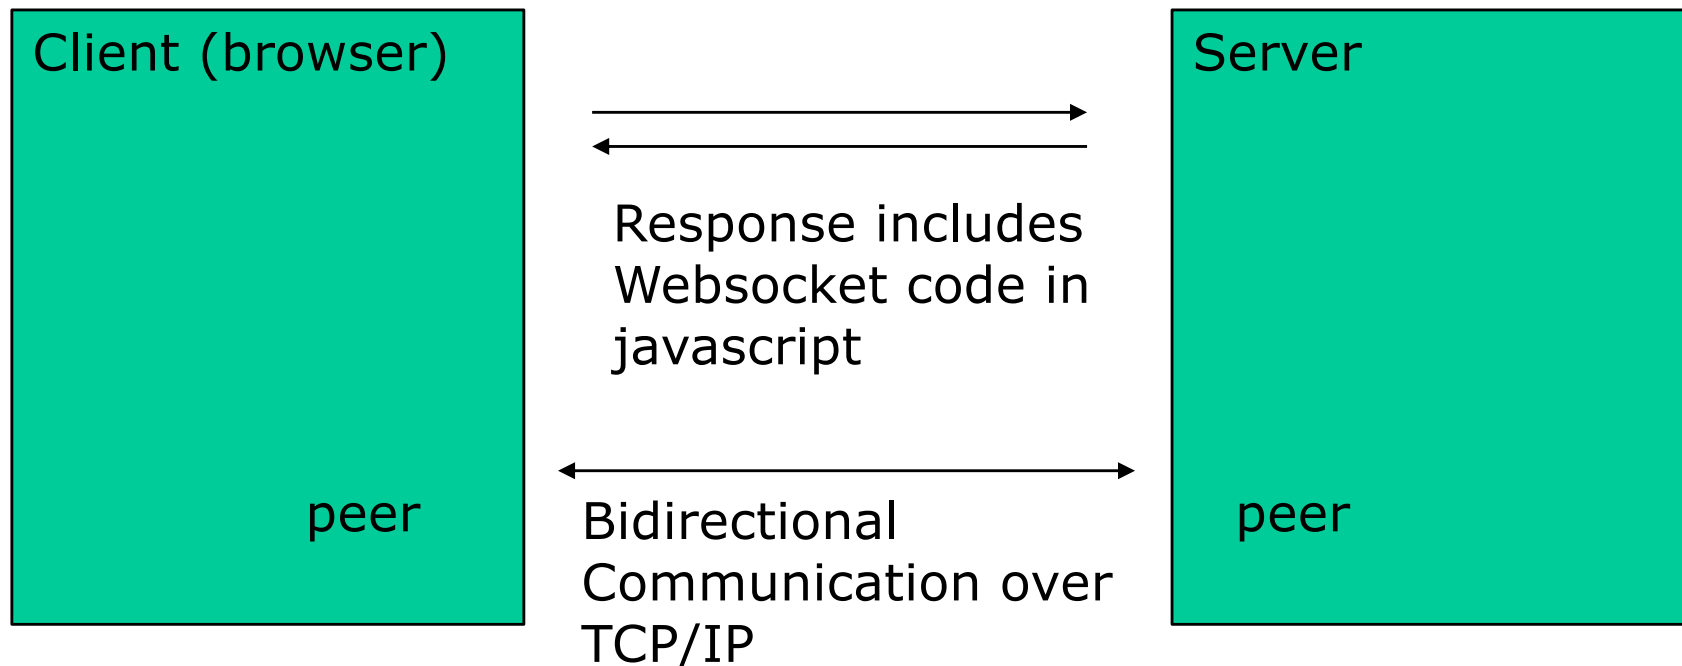 Client (browser)
Server
Response includes
Websocket code in
javascript
peer
peer
Bidirectional
Communication over
TCP/IP